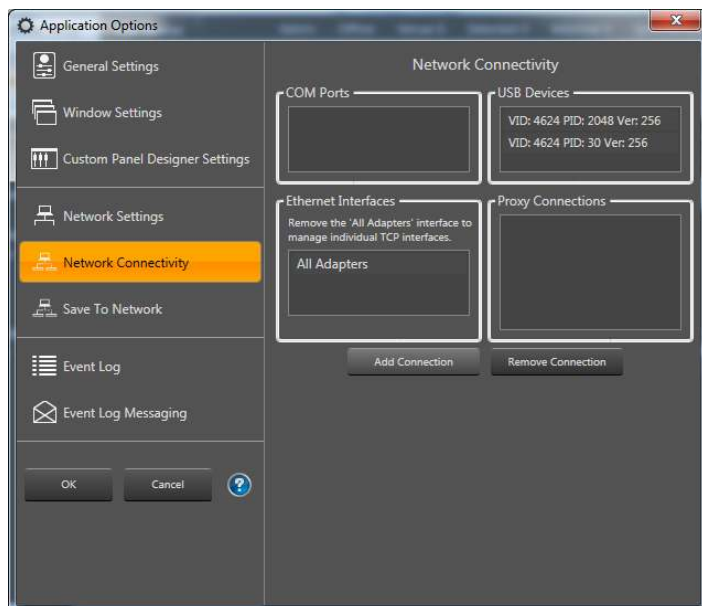 Application Options
General Settings
Window Settings
Custom Panel Designer Settings
Network Settings
Network Connectivity
Save To Network
Event Log
Event Log Messaging
OK
Cancel
?
Network Connectivity
COM Ports
USB Devices
VID: 4624 PID: 2048 Ver: 256
VID: 4624 PID: 30 Ver: 256
Ethernet Interfaces
Remove the 'All Adapters' interface to
manage individual TCP interfaces.
All Adapters
Proxy Connections
Add Connection
Remove Connection